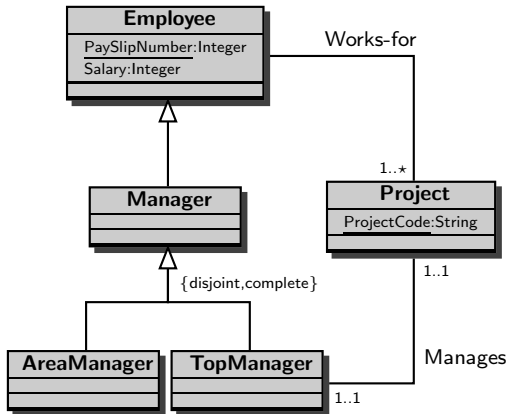 Employee
PaySlipNumber:Integer
Salary:Integer
Works-for
1..⋆
Manager
Project
ProjectCode:String
{disjoint,complete}
1..1
AreaManager
TopManager
Manages
1..1